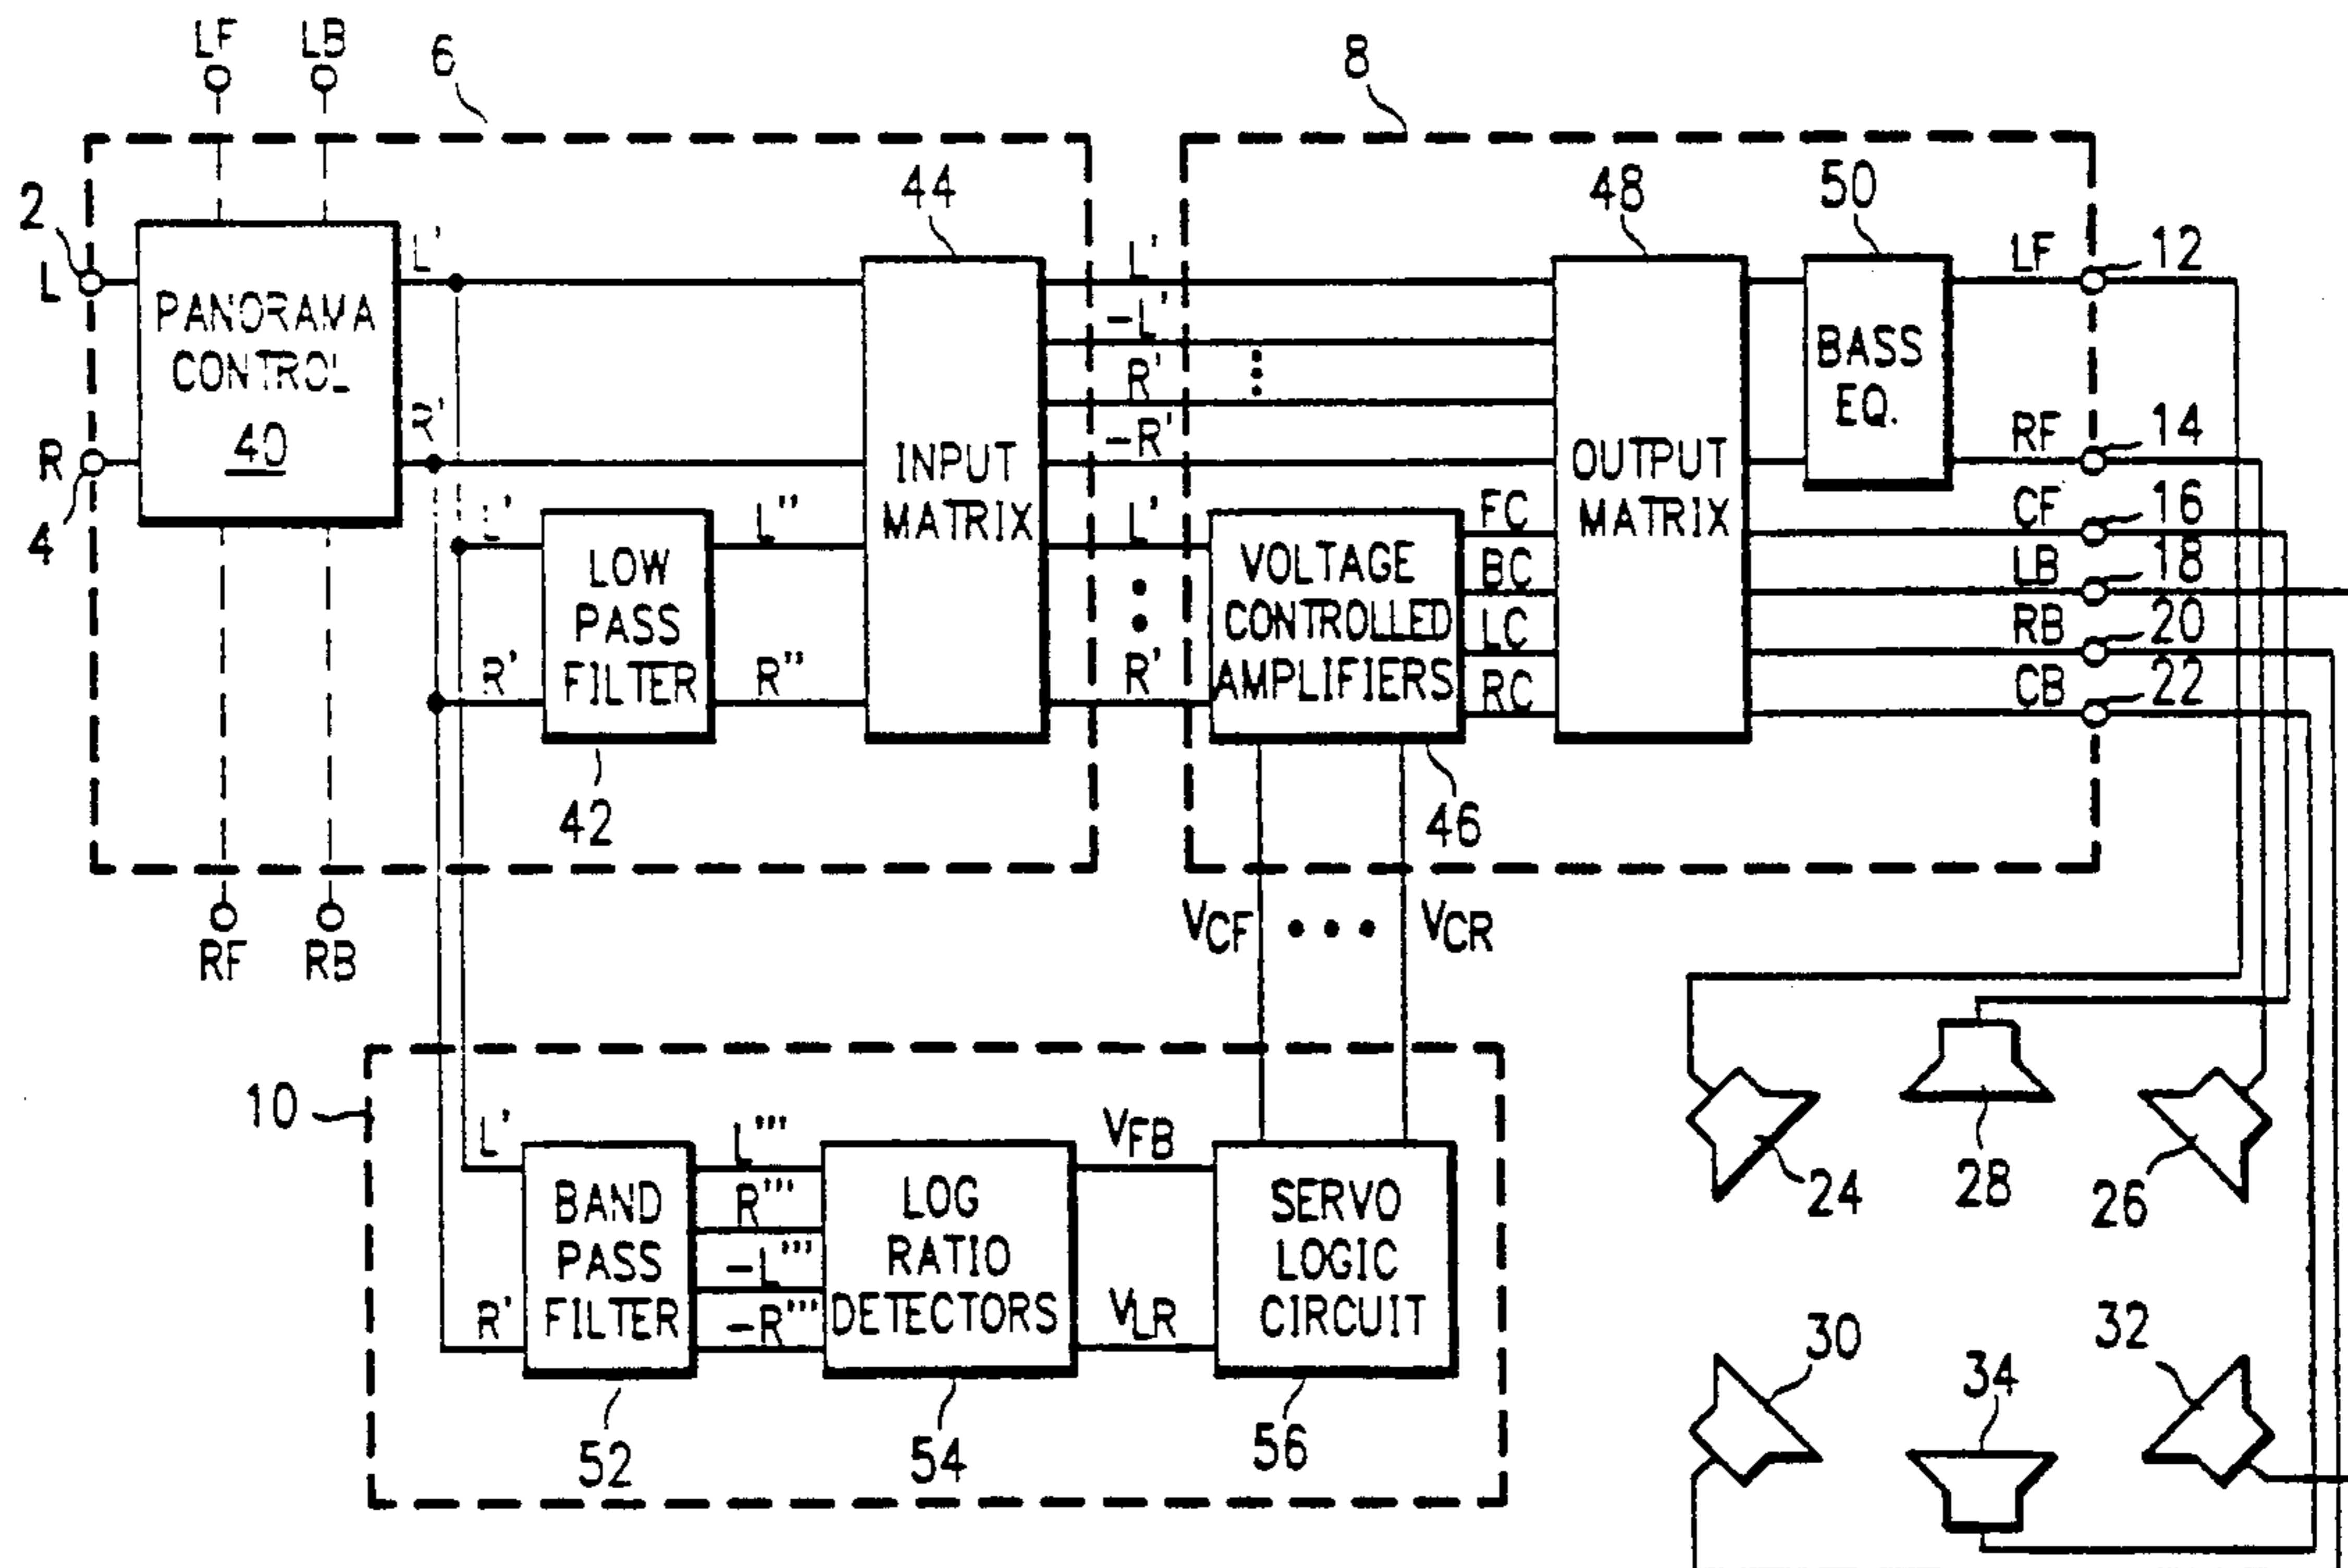 LF LB
6
8
2
L
PANORAMA
CONTROL
40
R
4
L'
R'
44
INPUT
MATRIX
L'
R'
LOW
PASS
FILTER
42
L"
R"
L'
-L'
R'
-R'
L'
R'
VOLTAGE
CONTROLLED
AMPLIFIERS
46
FC
BC
LC
RC
48
OUTPUT
MATRIX
50
BASS
EQ.
LF 12
RF 14
CF 16
LB 18
RB 20
CB 22
RF RB
VCF VCR
10
L'
R'
BAND
PASS
FILTER
52
L'''
R'''
-L'''
-R'''
LOG
RATIO
DETECTORS
54
VFB
VLR
SERVO
LOGIC
CIRCUIT
56
24
28
26
30
34
32